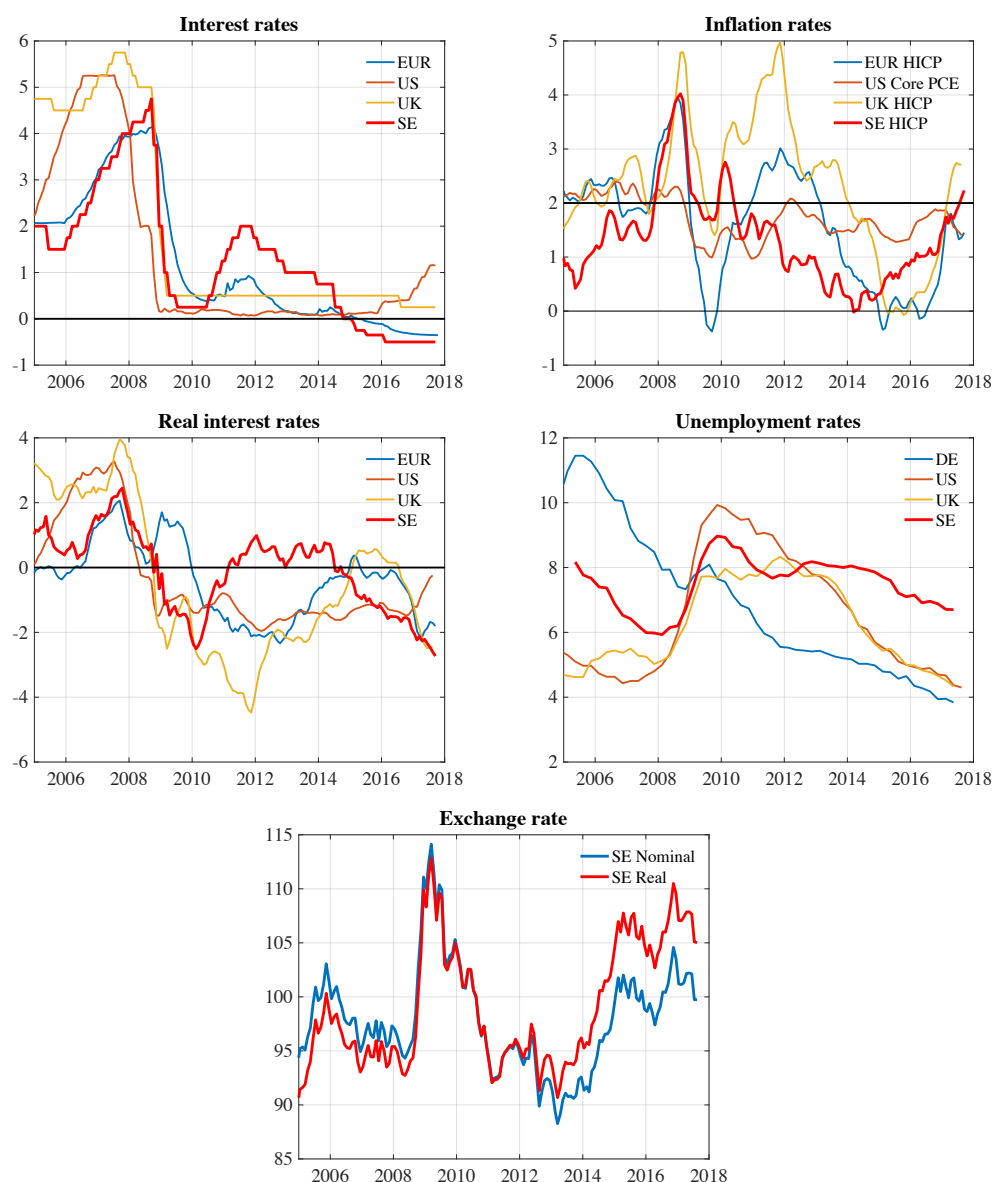 Interest rates
6
5
4
3
2
1
0
-1
2006 2008 2010 2012 2014 2016 2018
EUR
US
UK
SE
Inflation rates
5
4
3
2
1
0
-1
2006 2008 2010 2012 2014 2016 2018
EUR HICP
US Core PCE
UK HICP
SE HICP
Real interest rates
4
2
0
-2
-4
-6
2006 2008 2010 2012 2014 2016 2018
EUR
US
UK
SE
Unemployment rates
12
10
8
6
4
2
2006 2008 2010 2012 2014 2016 2018
DE
US
UK
SE
Exchange rate
115
110
105
100
95
90
85
2006 2008 2010 2012 2014 2016 2018
SE Nominal
SE Real